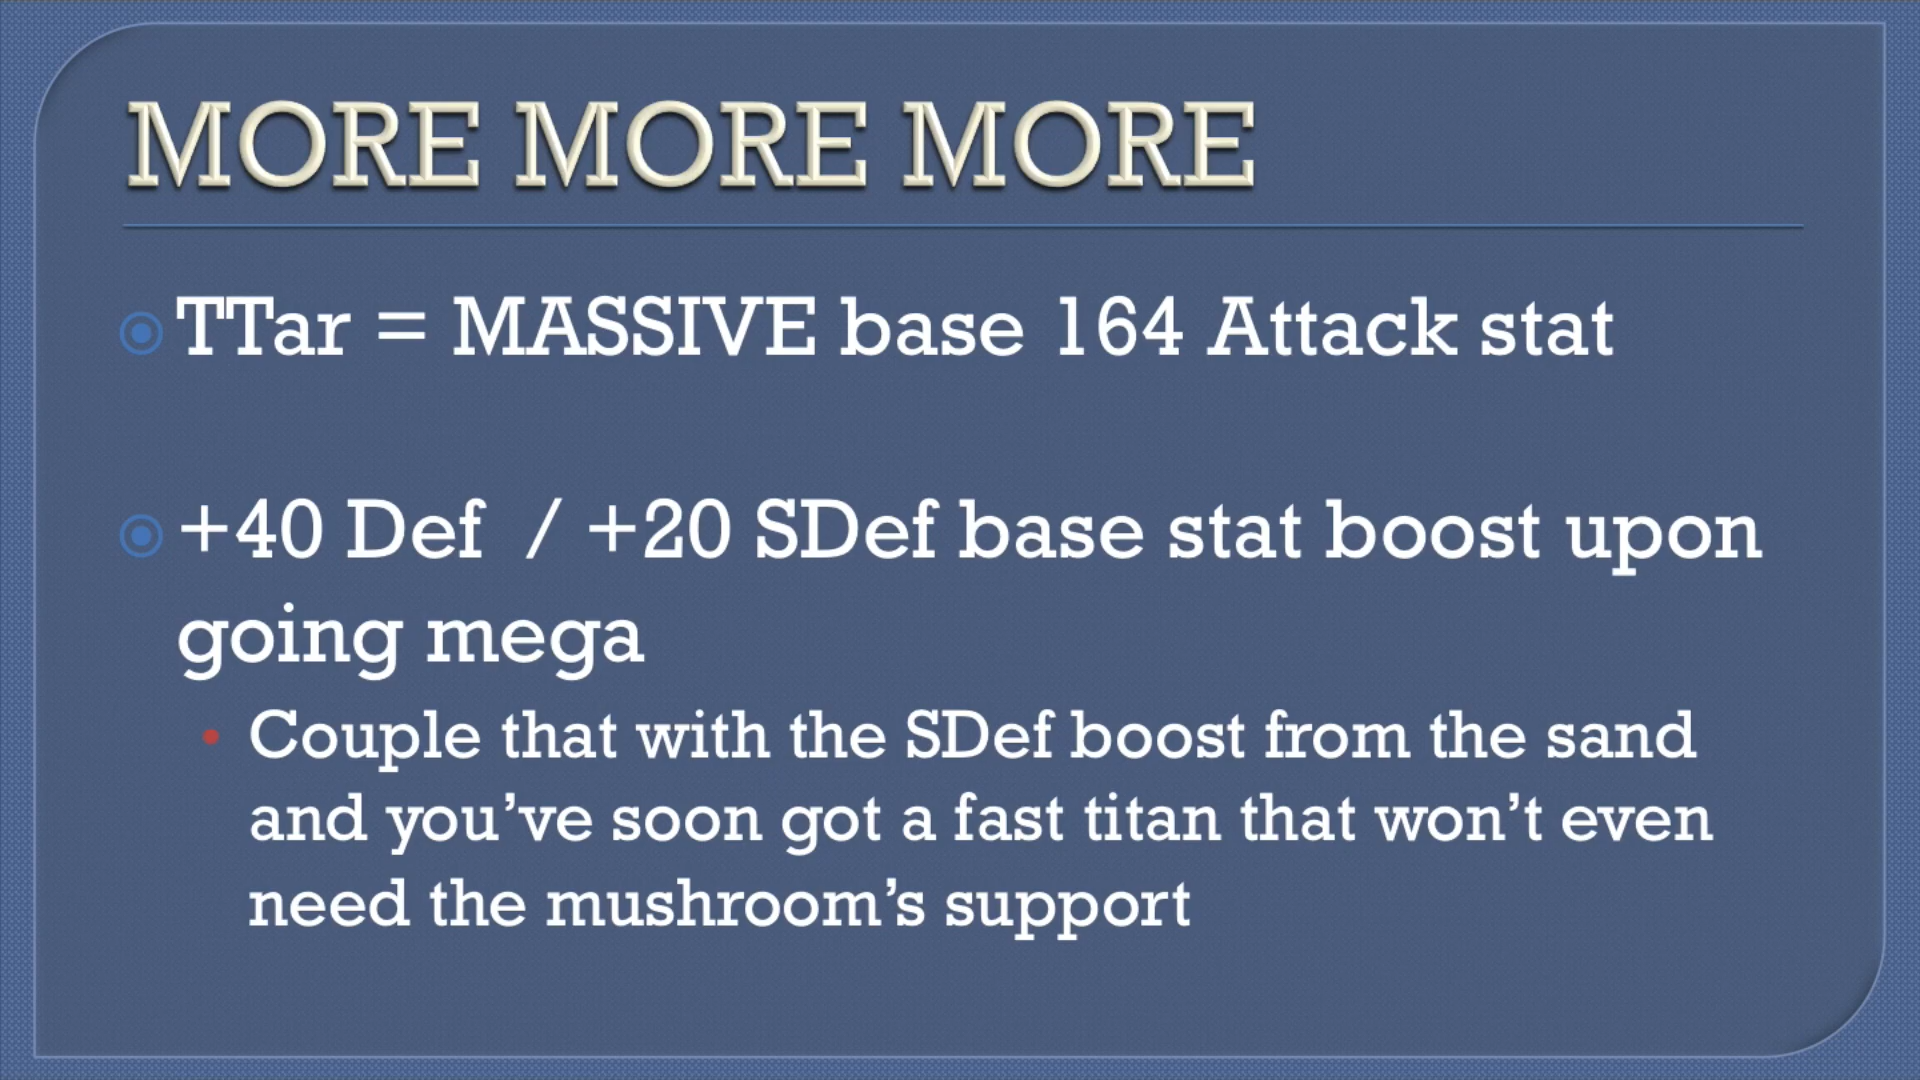 MORE MORE MORE
TTar = MASSIVE base 164 Attack stat
+40 Def / +20 SDef base stat boost upon
going mega
Couple that with the SDef boost from the sand
and you’ve soon got a fast titan that won’t even
need the mushroom’s support